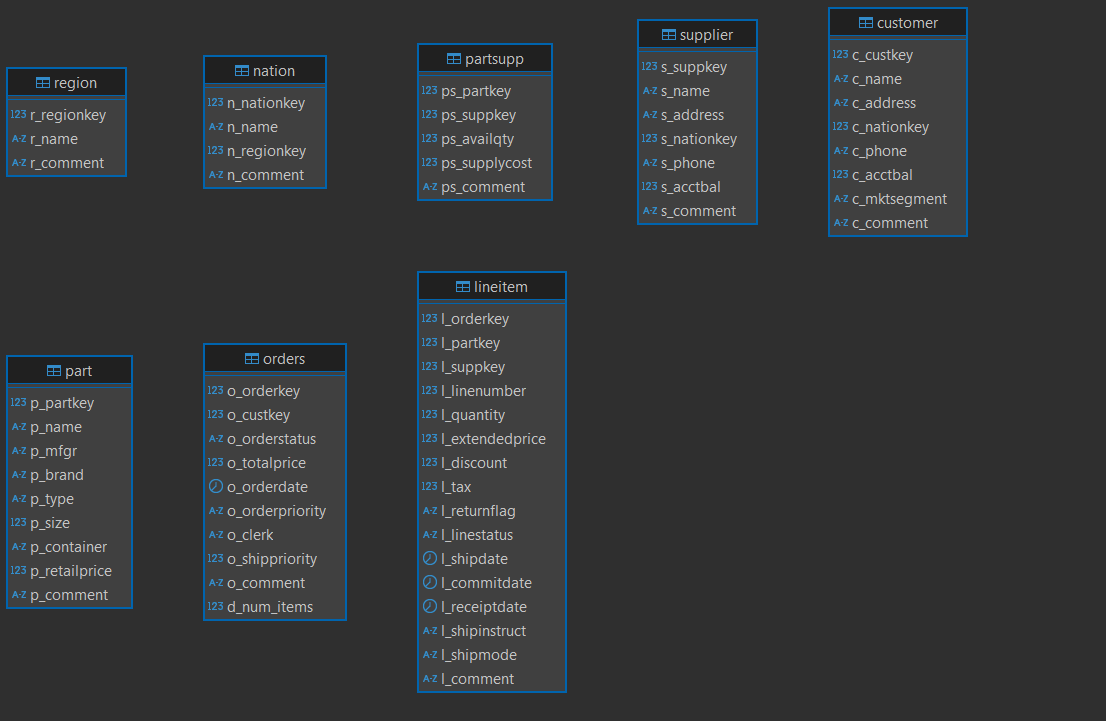 region
123 r_regionkey
A-Z r_name
A-Z r_comment
nation
123 n_nationkey
A-Z n_name
123 n_regionkey
A-Z n_comment
partsupp
123 ps_partkey
123 ps_suppkey
123 ps_availqty
123 ps_supplycost
A-Z ps_comment
supplier
123 s_suppkey
A-Z s_name
A-Z s_address
123 s_nationkey
A-Z s_phone
123 s_acctbal
A-Z s_comment
customer
123 c_custkey
A-Z c_name
A-Z c_address
123 c_nationkey
A-Z c_phone
123 c_acctbal
A-Z c_mktsegment
A-Z c_comment
part
123 p_partkey
A-Z p_name
A-Z p_mfgr
A-Z p_brand
A-Z p_type
123 p_size
A-Z p_container
123 p_retailprice
A-Z p_comment
orders
123 o_orderkey
123 o_custkey
A-Z o_orderstatus
123 o_totalprice
o_orderdate
A-Z o_orderpriority
A-Z o_clerk
123 o_shippriority
A-Z o_comment
123 d_num_items
lineitem
123 l_orderkey
123 l_partkey
123 l_suppkey
123 l_linenumber
123 l_quantity
123 l_extendedprice
123 l_discount
123 l_tax
A-Z l_returnflag
A-Z l_linestatus
l_shipdate
l_commitdate
l_receiptdate
A-Z l_shipinstruct
A-Z l_shipmode
A-Z l_comment